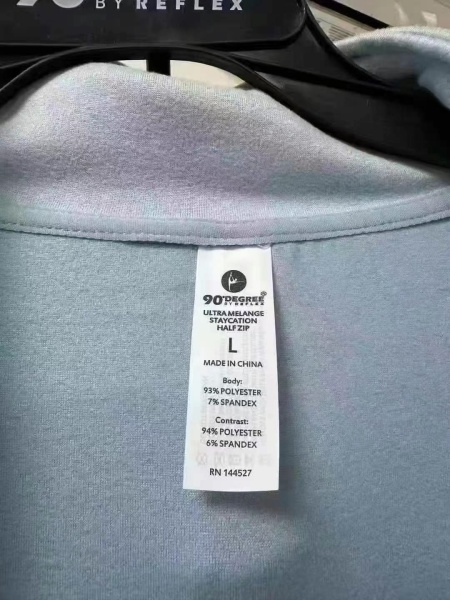 BY REFLEX
90 DEGREE®
BY REFLEX
ULTRA MELANGE
STAYCATION
HALF ZIP
L
MADE IN CHINA
Body:
93% POLYESTER
7% SPANDEX
Contrast:
94% POLYESTER
6% SPANDEX
RN 144527